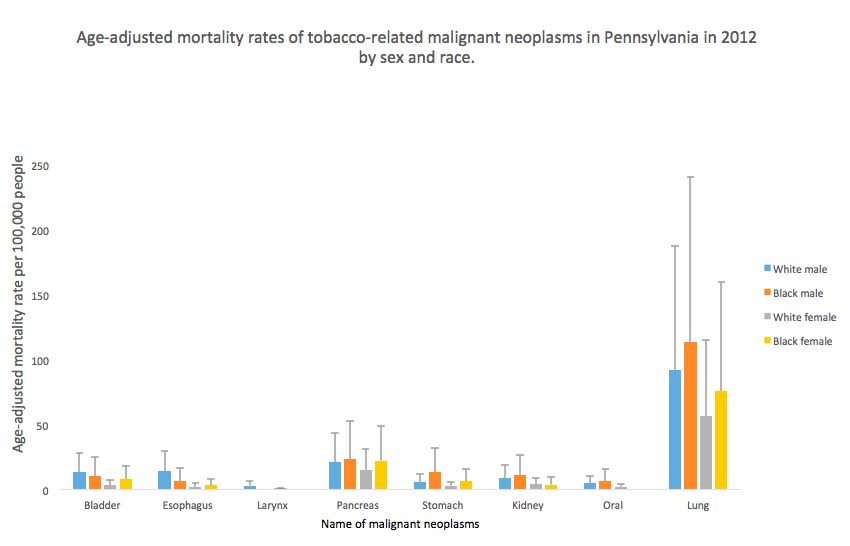 Age-adjusted mortality rates of tobacco-related malignant neoplasms in Pennsylvania in 2012
by sex and race.
Age-adjusted mortality rate per 100,000 people
250
200
150
100
50
0
Bladder
Esophagus
Larynx
Pancreas
Stomach
Kidney
Oral
Lung
Name of malignant neoplasms
White male
Black male
White female
Black female